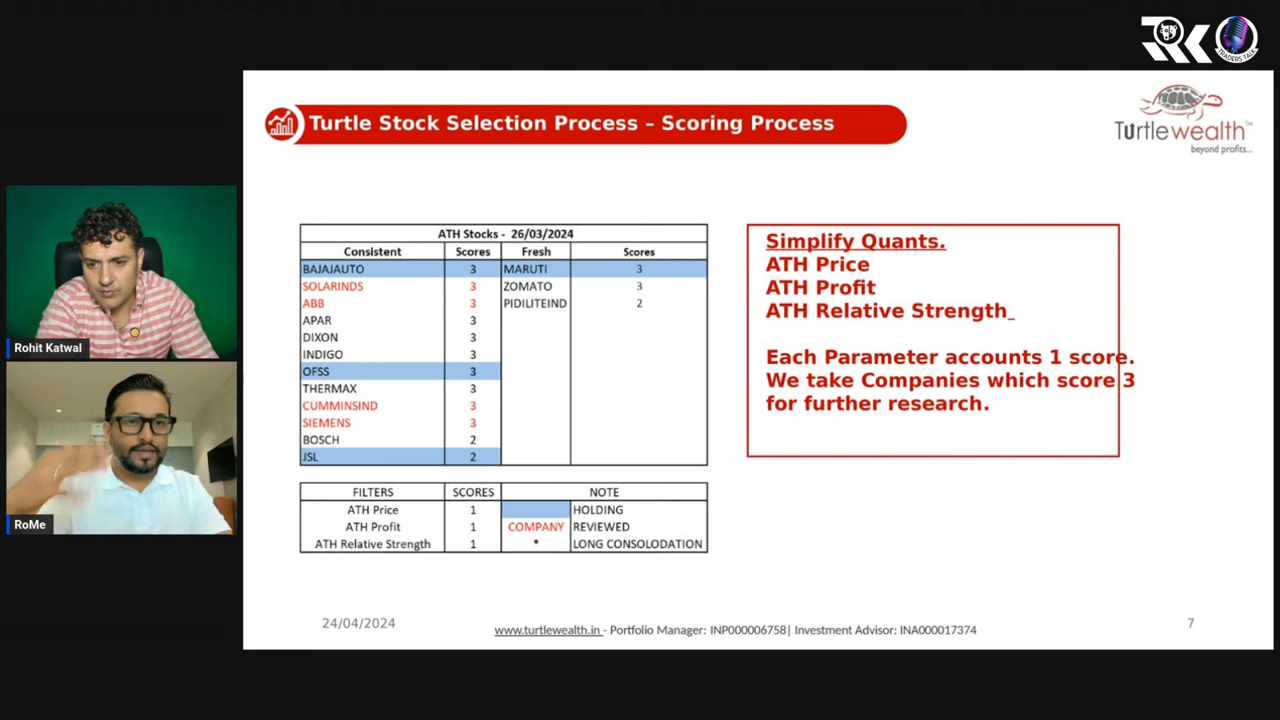 RK
TRADERS TALK
Turtle Stock Selection Process – Scoring Process
Turtlewealth™
beyond profits...
Rohit Katwal
RoMe
ATH Stocks - 26/03/2024
Consistent Scores Fresh Scores
BAJAJAUTO 3 MARUTI 3
SOLARINDS 3 ZOMATO 3
ABB 3 PIDILITEIND 2
APAR 3
DIXON 3
INDIGO 3
OFSS 3
THERMAX 3
CUMMINSIND 3
SIEMENS 3
BOSCH 2
JSL 2
FILTERS SCORES NOTE
ATH Price 1 HOLDING
ATH Profit 1 COMPANY REVIEWED
ATH Relative Strength 1 * LONG CONSOLODATION
Simplify Quants.
ATH Price
ATH Profit
ATH Relative Strength_
Each Parameter accounts 1 score.
We take Companies which score 3
for further research.
24/04/2024
www.turtlewealth.in - Portfolio Manager: INP000006758| Investment Advisor: INA000017374
7